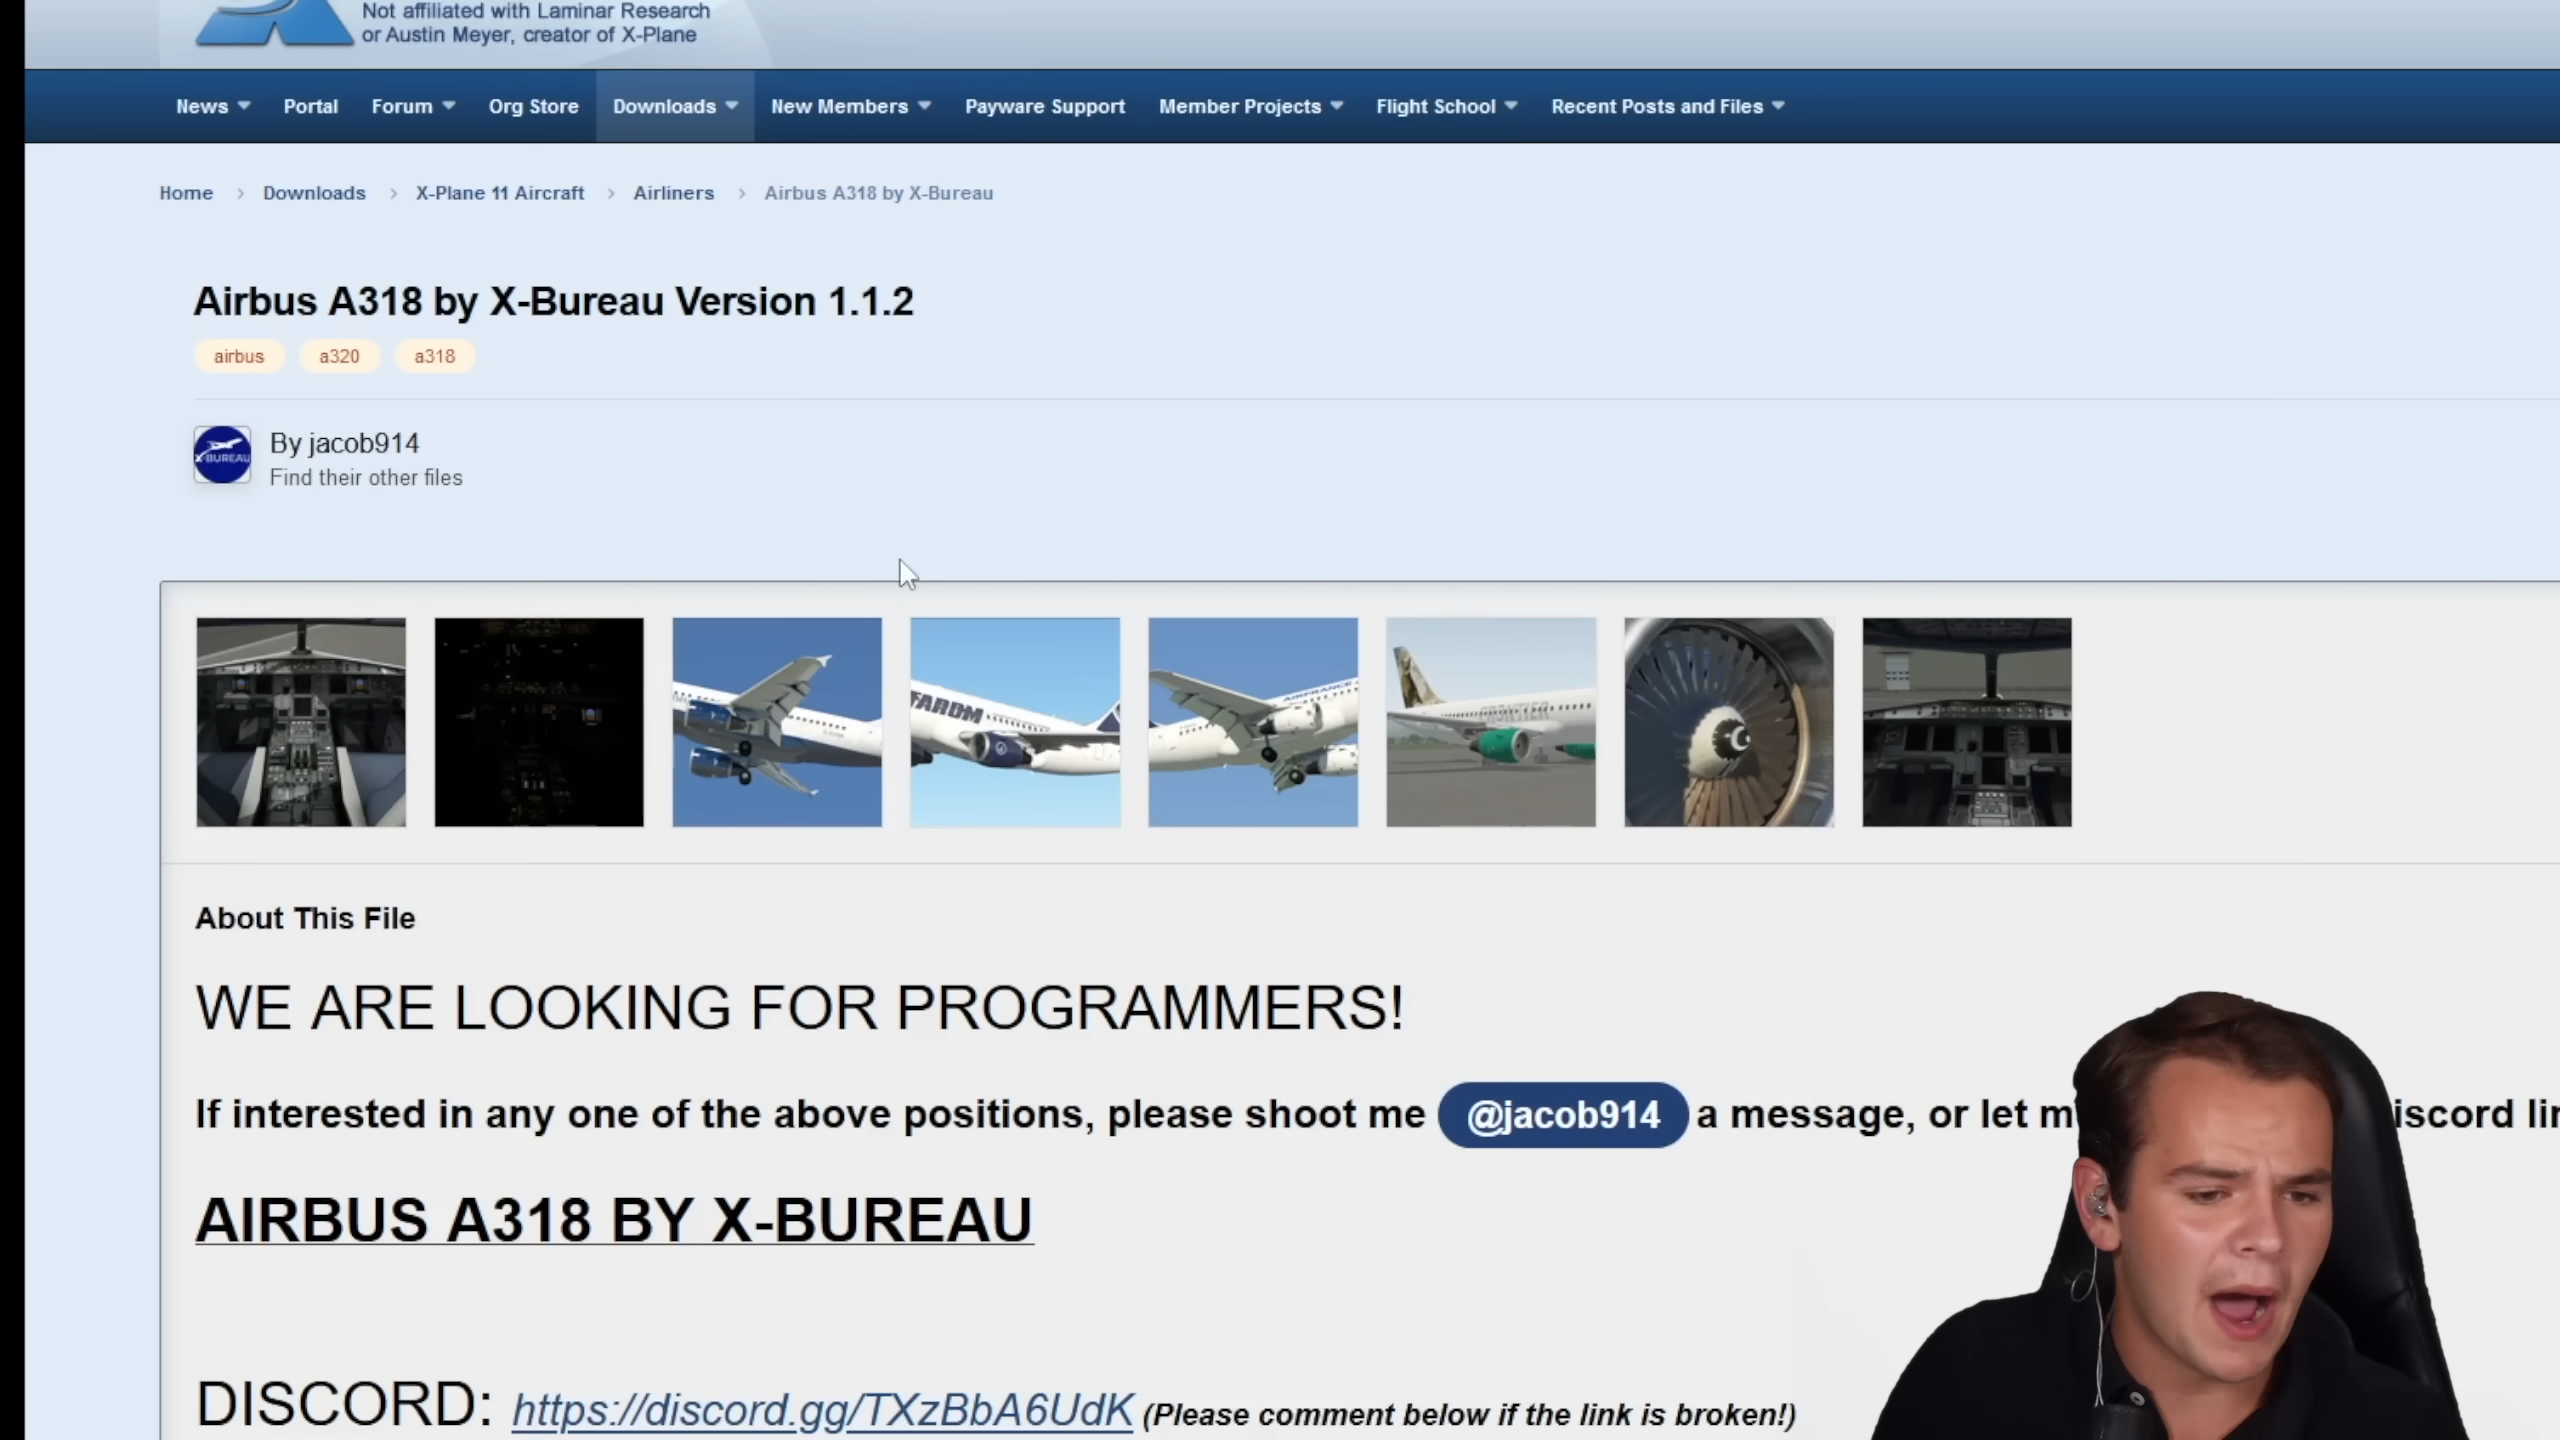 Not affiliated with Laminar Research
or Austin Meyer, creator of X-Plane
News Portal Forum Org Store Downloads New Members Payware Support Member Projects Flight School Recent Posts and Files
Home > Downloads > X-Plane 11 Aircraft > Airliners > Airbus A318 by X-Bureau
Airbus A318 by X-Bureau Version 1.1.2
airbus a320 a318
X-BUREAU
By jacob914
Find their other files
TAROM
AIRFRANCE
FRONTIER
About This File
WE ARE LOOKING FOR PROGRAMMERS!
If interested in any one of the above positions, please shoot me @jacob914 a message, or let m iscord lin
AIRBUS A318 BY X-BUREAU
DISCORD: https://discord.gg/TXzBbA6UdK (Please comment below if the link is broken!)